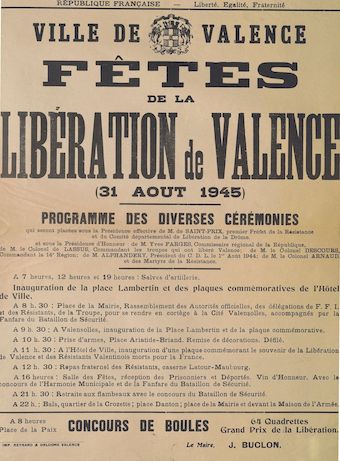 RÉPUBLIQUE FRANÇAISE — Liberté, Egalité, Fraternité
VILLE DE VALENCE
FÊTES
DE LA
LIBÉRATION de VALENCE
(31 AOUT 1945)
PROGRAMME DES DIVERSES CÉRÉMONIES
qui seront placées sous la Présidence effective de M. de SAINT-PRIX, premier Préfet de la Résistance
et du Comité départemental de Libération de la Drôme.
et sous la Présidence d'Honneur : de M. Yves FARGES, Commissaire régional de la République,
de M. le Colonel de LASSUS, Commandant les troupes qui ont libéré Valence; de M. le Colonel DESCOURS,
Commandant la 14e Région; de M. ALPHANDERY, Président du C. D. L. le 1er Août 1944; de M. le Colonel ARNAUD,
et des Martyrs de la Résistance.
A 7 heures, 12 heures et 19 heures : Salves d'artillerie.
Inauguration de la place Lambertin et des plaques commémoratives de l'Hôtel
de Ville.
A 8 h. 30 : Place de la Mairie, Rassemblement des Autorités officielles, des délégations de F. F. I.
et des Résistants, de la Troupe, pour se rendre en cortège à la Cité Valensolles, accompagnés par la
Fanfare du Bataillon de Sécurité.
A 9 h. 30 : A Valensolles, inauguration de la Place Lambertin et de la plaque commémorative.
A 10 h. 30 : Prise d'armes, Place Aristide-Briand. Remise de décorations. Défilé.
A 11 h. 30 : A l'Hôtel de Ville, inauguration d'une plaque commémorant le souvenir de la Libération
de Valence et des Résistants Valentinois morts pour la France.
A 12 h. 30 : Repas fraternel des Résistants, caserne Latour-Maubourg.
A 16 heures : Salle des Fêtes, réception des Prisonniers et Déportés. Vin d'Honneur. Avec le
concours de l'Harmonie Municipale et de la Fanfare du Bataillon de Sécurité.
A 21 h. 30 : Retraite aux flambeaux avec le concours du Bataillon de Sécurité.
A 22 h. : Bals, quartier de la Crozette; place Danton; place de la Mairie et devant la Maison de l'Armée.
A 8 heures
Place de la Paix
CONCOURS DE BOULES
64 Quadrettes
Grand Prix de la Libération.
IMP. REYNARD & DELCOMS VALENCE
Le Maire, J. BUCLON.